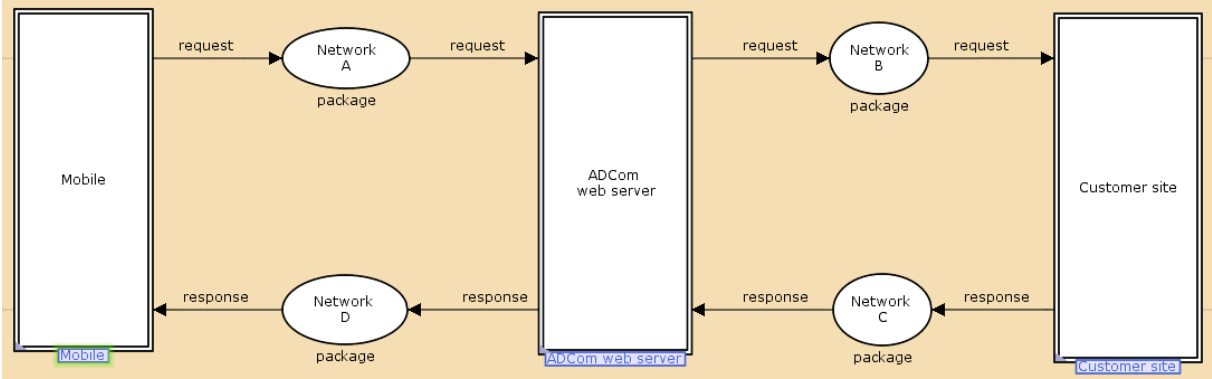 request
Network
A
package
request
request
Network
B
package
request
Mobile
ADCom
web server
Customer site
response
Network
D
package
response
response
Network
C
package
response
Mobile
ADCom web server
Customer site